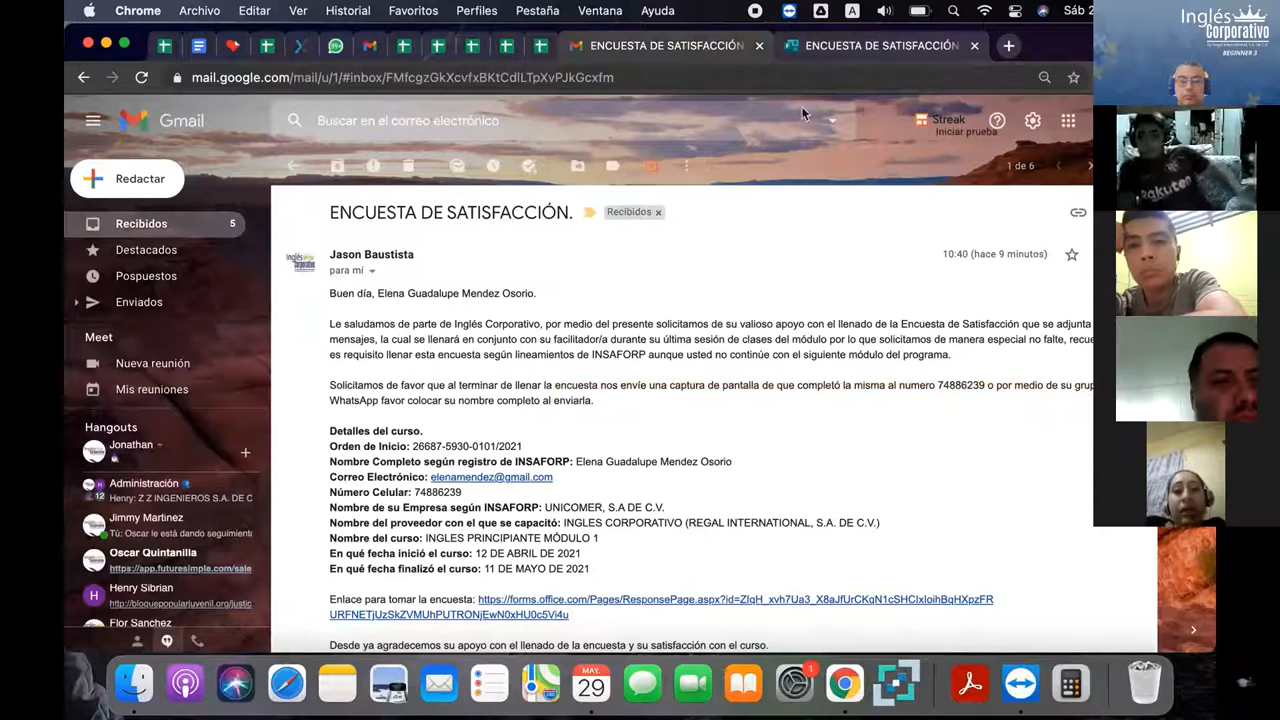 Chrome Archivo Editar Ver Historial Favoritos Perfiles Pestaña Ventana Ayuda
A
Sáb 2
ENCUESTA DE SATISFACCIÓN
ENCUESTA DE SATISFACCIÓN
mail.google.com/mail/u/1/#inbox/FMfcgzGkXcvfxBKtCdlLTpXvPJkGcxfm
Inglés
Corporativo
By Regal International, S.A. de C.V.
BEGINNER 3
Gmail
Buscar en el correo electrónico
Streak
Iniciar prueba
Redactar
1 de 6
Recibidos 5
Destacados
Pospuestos
Enviados
Meet
Nueva reunión
Mis reuniones
Hangouts
Jonathan
Administración
12
Henry: Z Z INGENIEROS S.A. DE C
Jimmy Martinez
Tú: Oscar le está dando seguimiento
Oscar Quintanilla
https://app.futuresimple.com/sale
Henry Sibrian
H
http://bloquepopularjuvenil.org/justic
Flor Sanchez
ENCUESTA DE SATISFACCIÓN.
Recibidos x
Inglés
Corporativo
Jason Baustista
10:40 (hace 9 minutos)
para mí
Buen día, Elena Guadalupe Mendez Osorio.
Le saludamos de parte de Inglés Corporativo, por medio del presente solicitamos de su valioso apoyo con el llenado de la Encuesta de Satisfacción que se adjunta
mensajes, la cual se llenará en conjunto con su facilitador/a durante su última sesión de clases del módulo por lo que solicitamos de manera especial no falte, recue
es requisito llenar esta encuesta según lineamientos de INSAFORP aunque usted no continúe con el siguiente módulo del programa.
Solicitamos de favor que al terminar de llenar la encuesta nos envíe una captura de pantalla de que completó la misma al numero 74886239 o por medio de su grup
WhatsApp favor colocar su nombre completo al enviarla.
Detalles del curso.
Orden de Inicio: 26687-5930-0101/2021
Nombre Completo según registro de INSAFORP: Elena Guadalupe Mendez Osorio
Correo Electrónico: elenamendez@gmail.com
Número Celular: 74886239
Nombre de su Empresa según INSAFORP: UNICOMER, S.A DE C.V.
Nombre del proveedor con el que se capacitó: INGLES CORPORATIVO (REGAL INTERNATIONAL, S.A. DE C.V.)
Nombre del curso: INGLES PRINCIPIANTE MÓDULO 1
En qué fecha inició el curso: 12 DE ABRIL DE 2021
En qué fecha finalizó el curso: 11 DE MAYO DE 2021
Enlace para tomar la encuesta: https://forms.office.com/Pages/ResponsePage.aspx?id=ZIqH_xvh7Ua3_X8aJfUrCKqN1cSHCIxIoihBqHXpzFR
URFNETjUzSkZVMUhPUTRONjEwN0xHU0c5Vi4u
Desde ya agradecemos su apoyo con el llenado de la encuesta y su satisfacción con el curso.
Rakuten
MAY.
29
1